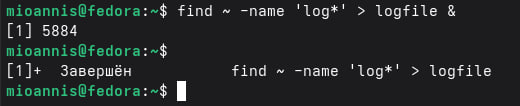 mioannis@fedora:~$ find ~ -name 'log*' > logfile &
[1] 5884
mioannis@fedora:~$
[1]+  Завершён          find ~ -name 'log*' > logfile
mioannis@fedora:~$